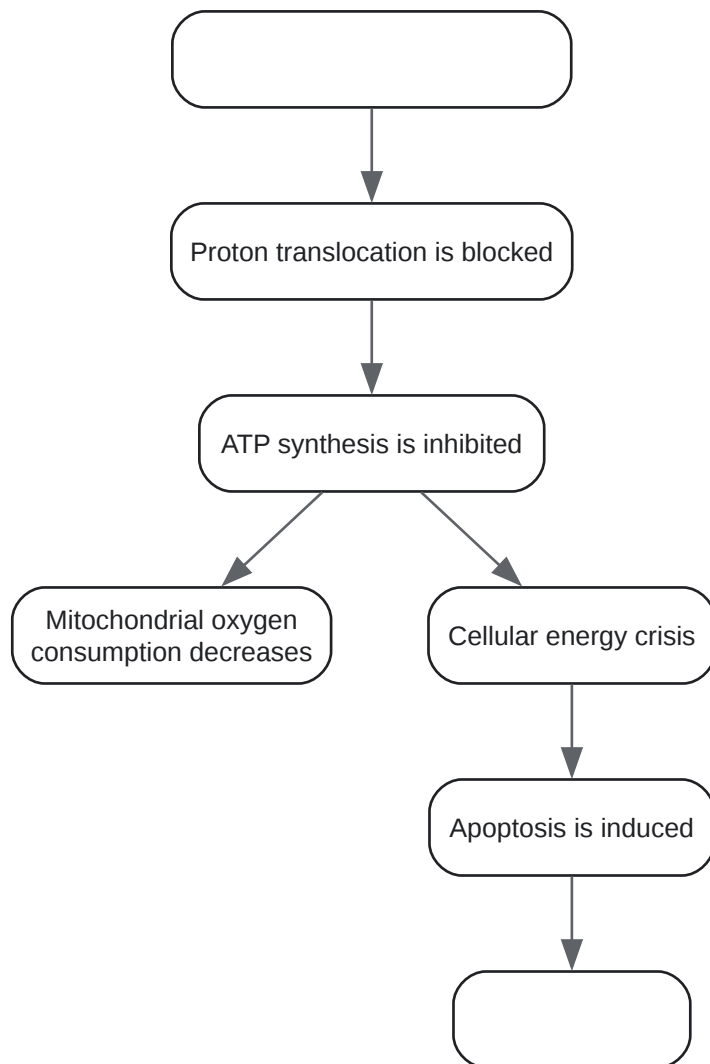 Proton translocation is blocked
ATP synthesis is inhibited
Mitochondrial oxygen
consumption decreases
Cellular energy crisis
Apoptosis is induced